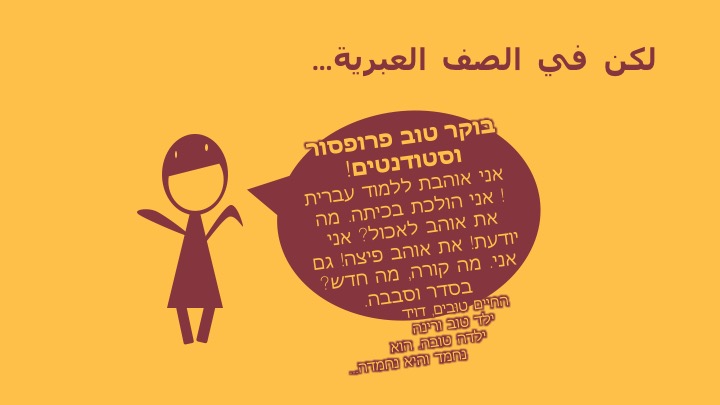 لكن في الصف العبرية...
בוקר טוב פרופסור
וסטודנטים!
אני אוהבת ללמוד עברית
! אני הולכת בכיתה. מה
את אוהב לאכול? אני
יודעת! את אוהב פיצה! גם
אני. מה קורה, מה חדש?
בסדר וסבבה.
החיים טובים, דויד
ילד טוב ורינה
ילדה טובה. הוא
נחמד והיא נחמדה...